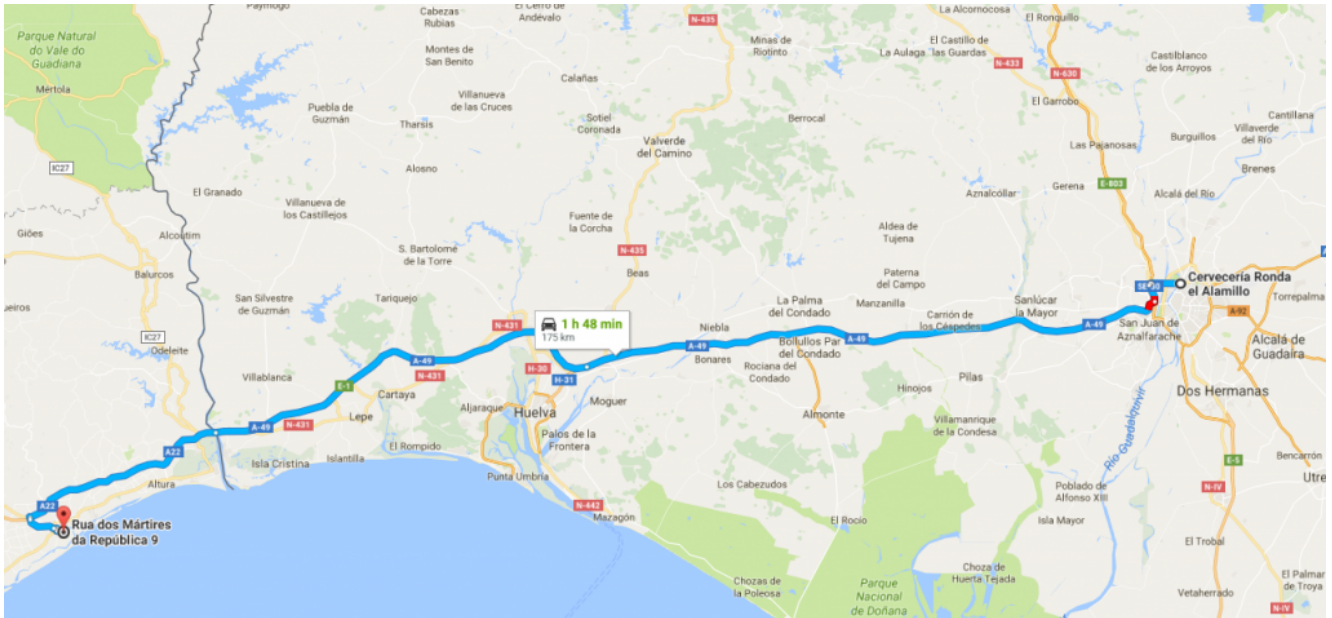 Paymogo
Cabezas
Rubias
El Cerro de
Andévalo
N-435
La Alcornocosa
El Ronquillo
Parque Natural
do Vale do
Guadiana
Mértola
Montes de
San Benito
Minas de
Riotinto
La Aulaga
El Castillo de
las Guardas
N-433
N-630
Castilblanco
de los Arroyos
Calañas
Villanueva
de las Cruces
Puebla de
Guzmán
Tharsis
Sotiel
Coronada
Valverde
del Camino
Berrocal
El Garrobo
Las Pajanosas
Burguillos
Cantillana
Villaverde
del Río
Brenes
IC27
Alosno
El Granado
Villanueva de
los Castillejos
Aznalcóllar
Gerena
E-803
Alcalá del Río
Giões
Alcoutim
Fuente de
la Corcha
Aldea de
Tujena
S. Bartolomé
de la Torre
N-435
Beas
Balurcos
Paterna
del Campo
SE-30
Cervecería Ronda
el Alamillo
Torrepalma
San Silvestre
de Guzmán
Tariquejo
La Palma
del Condado
Manzanilla
Sanlúcar
la Mayor
A-92
ueiros
N-431
1 h 48 min
175 km
Niebla
Carrión de
los Céspedes
A-49
San Juan de
Aznalfarache
IC27
Odeleite
A-49
Bonares
Bollullos Par
del Condado
A-49
Alcalá de
Guadaíra
A-49
N-431
H-30
H-31
Rociana del
Condado
Villablanca
E-1
Cartaya
Hinojos
Pilas
Dos Hermanas
Aljaraque
Huelva
Moguer
Almonte
Lepe
A-49
N-431
Villamanrique
de la Condesa
Palos de la
Frontera
El Rompido
Río Guadalquivir
A22
Isla Cristina
Islantilla
E-5
Bencarrón
Altura
Punta Umbría
Los Cabezudos
Poblado de
Alfonso XIII
N-IV
Utre
A22
N-442
Mazagón
El Rocío
Isla Mayor
Rua dos Mártires
da República 9
El Trobal
Chozas de
la Poleosa
Parque
Nacional
de Doñana
Choza de
Huerta Tejada
El Palmar
de Troya
Vetaherrado
N-IV